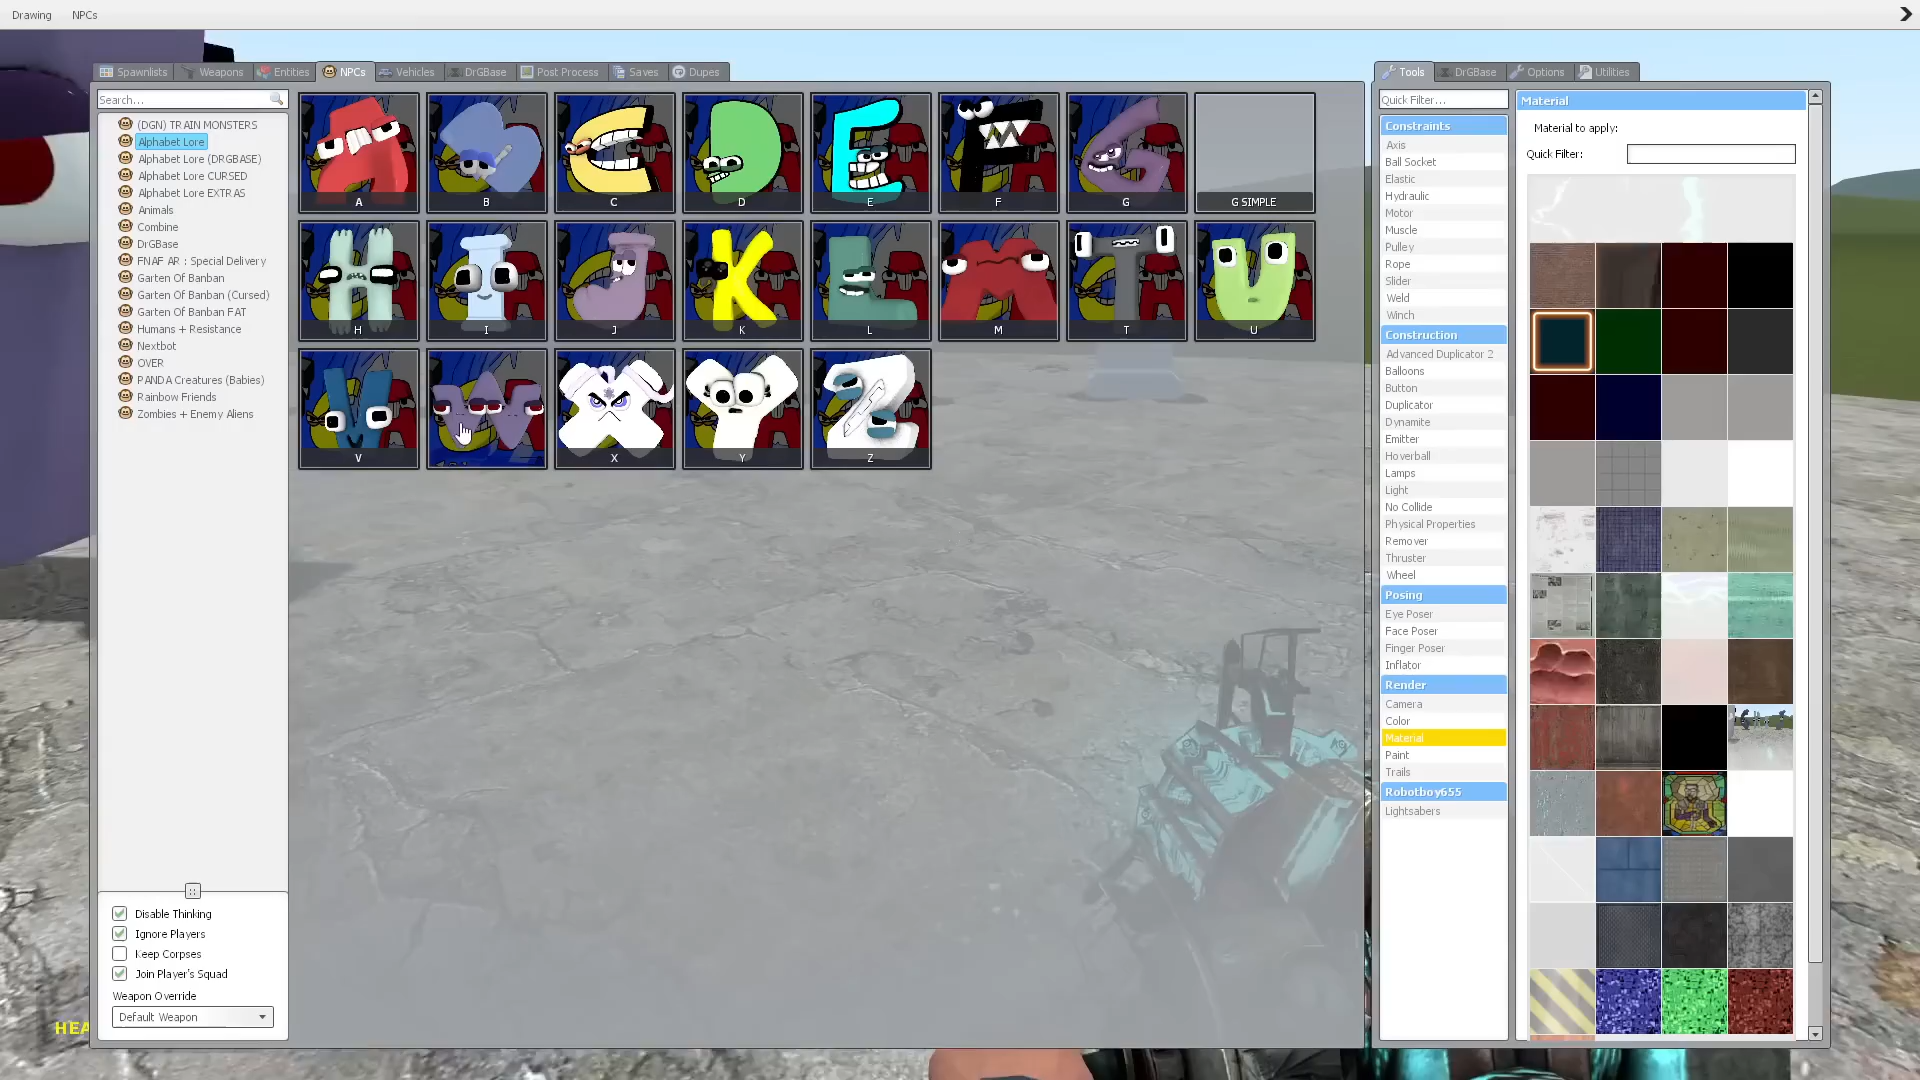 Drawing NPCs
Spawnlists Weapons Entities NPCs Vehicles DrGBase Post Process Saves Dupes
Search...
(DGN) TRAIN MONSTERS
Alphabet Lore
Alphabet Lore (DRGBASE)
Alphabet Lore CURSED
Alphabet Lore EXTRAS
Animals
Combine
DrGBase
FNAF AR : Special Delivery
Garten Of Banban
Garten Of Banban (Cursed)
Garten Of Banban FAT
Humans + Resistance
Nextbot
OVER
PANDA Creatures (Babies)
Rainbow Friends
Zombies + Enemy Aliens
Disable Thinking
Ignore Players
Keep Corpses
Join Player's Squad
Weapon Override
Default Weapon
A B C D E F G G SIMPLE
H I J K L M T U
V X Y Z
Tools DrGBase Options Utilities
Quick Filter...
Constraints
Axis
Ball Socket
Elastic
Hydraulic
Motor
Muscle
Pulley
Rope
Slider
Weld
Winch
Construction
Advanced Duplicator 2
Balloons
Button
Duplicator
Dynamite
Emitter
Hoverball
Lamps
Light
No Collide
Physical Properties
Remover
Thruster
Wheel
Posing
Eye Poser
Face Poser
Finger Poser
Inflator
Render
Camera
Color
Material
Paint
Trails
Robotboy655
Lightsabers
Material
Material to apply:
Quick Filter:
HEA